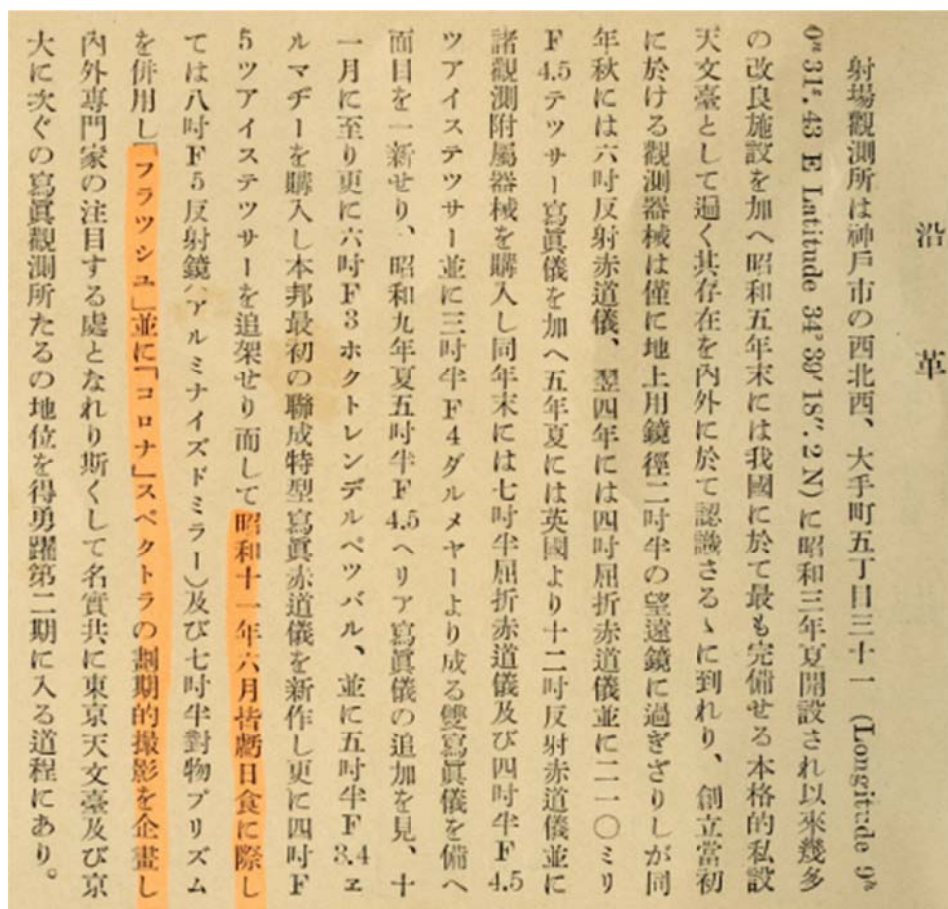 沿革
射場觀測所は神戸市の西北西、大手町五丁目三十一 (Longitude 9ʰ
0ᵐ31ˢ.43 E Latitude 34°39′18″.2 N)に昭和三年夏開設され以來幾多
の改良施設を加へ昭和五年末には我國に於て最も完備せる本格的私設
天文臺として遍く其存在を內外に於て認識さるゝに到れり、創立當初
に於ける觀測器械は僅に地上用鏡徑二吋半の望遠鏡に過ぎざりしが同
年秋には六吋反射赤道儀、翌四年には四吋屈折赤道儀並に二一〇ミリ
F 4.5テツサー寫眞儀を加へ五年夏には英國より十二吋反射赤道儀並に
諸觀測附屬器械を購入し同年末には七吋半屈折赤道儀及び四吋半F 4.5
ツアイステツサー並に三吋半F 4ダルメヤーより成る雙寫眞儀を備へ
面目を一新せり、昭和九年夏五吋半F 4.5ヘリア寫眞儀の追加を見、十
一月に至り更に六吋F 3ホクトレンデルペツバル、並に五吋半F 3.4エ
ルマヂーを購入し本邦最初の聯成特型寫眞赤道儀を新作し更に四吋F
5ツアイステツサーを追架せり而して昭和十一年六月皆虧日食に際し
ては八吋F 5反射鏡(アルミナイズドミラー)及び七吋半對物プリズム
を併用し「フラツシユ」並に「コロナ」スペクトラの劃期的撮影を企畫し
內外專門家の注目する處となれり斯くして名實共に東京天文臺及び京
大に次ぐの寫眞觀測所たるの地位を得勇躍第二期に入る道程にあり。